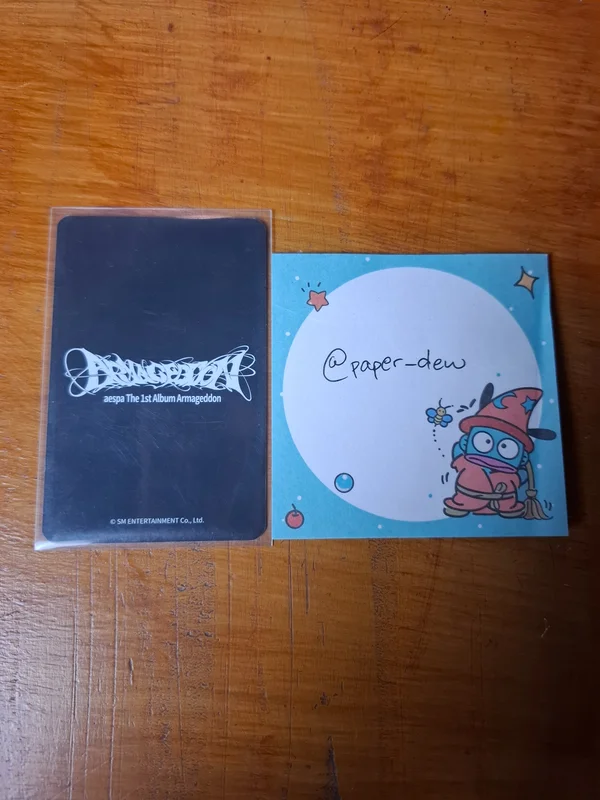 ARMAGEDDON
aespa The 1st Album Armageddon
© SM ENTERTAINMENT Co., Ltd.
@paper_dew